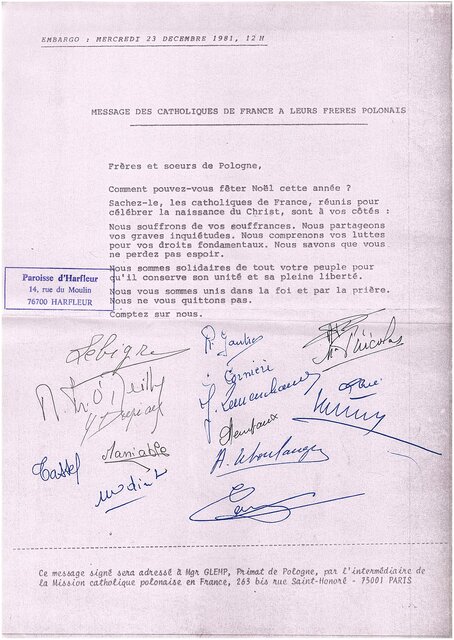 EMBARGO : MERCREDI 23 DECEMBRE 1981, 12 H
MESSAGE DES CATHOLIQUES DE FRANCE A LEURS FRERES POLONAIS
Frères et soeurs de Pologne,
Comment pouvez-vous fêter Noël cette année ?
Sachez-le, les catholiques de France, réunis pour
célébrer la naissance du Christ, sont à vos côtés :
Nous souffrons de vos souffrances. Nous partageons
vos graves inquiétudes. Nous comprenons vos luttes
pour vos droits fondamentaux. Nous savons que vous
ne perdez pas espoir.
Nous sommes solidaires de tout votre peuple pour
qu'il conserve son unité et sa pleine liberté.
Nous vous sommes unis dans la foi et par la prière.
Nous ne vous quittons pas.
Comptez sur nous.
Paroisse d'Harfleur
14, rue du Moulin
76700 HARFLEUR
Lebigre
Cornière
Maniable
Castel
A. Leboulanger
Ce message signé sera adressé à Mgr GLEMP, Primat de Pologne, par l'intermédiaire de
la Mission catholique polonaise en France, 263 bis rue Saint-Honoré - 75001 PARIS